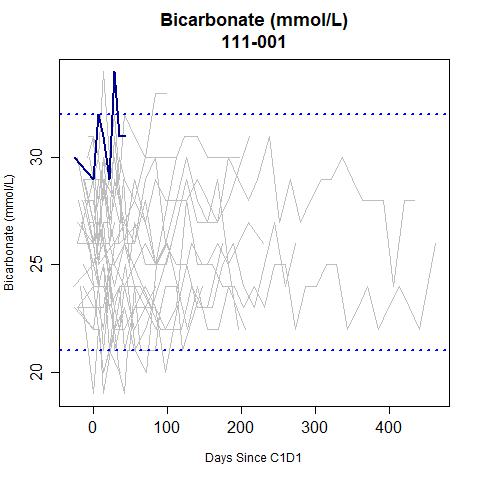 Bicarbonate (mmol/L)
111-001
Bicarbonate (mmol/L)
30
25
20
0 100 200 300 400
Days Since C1D1